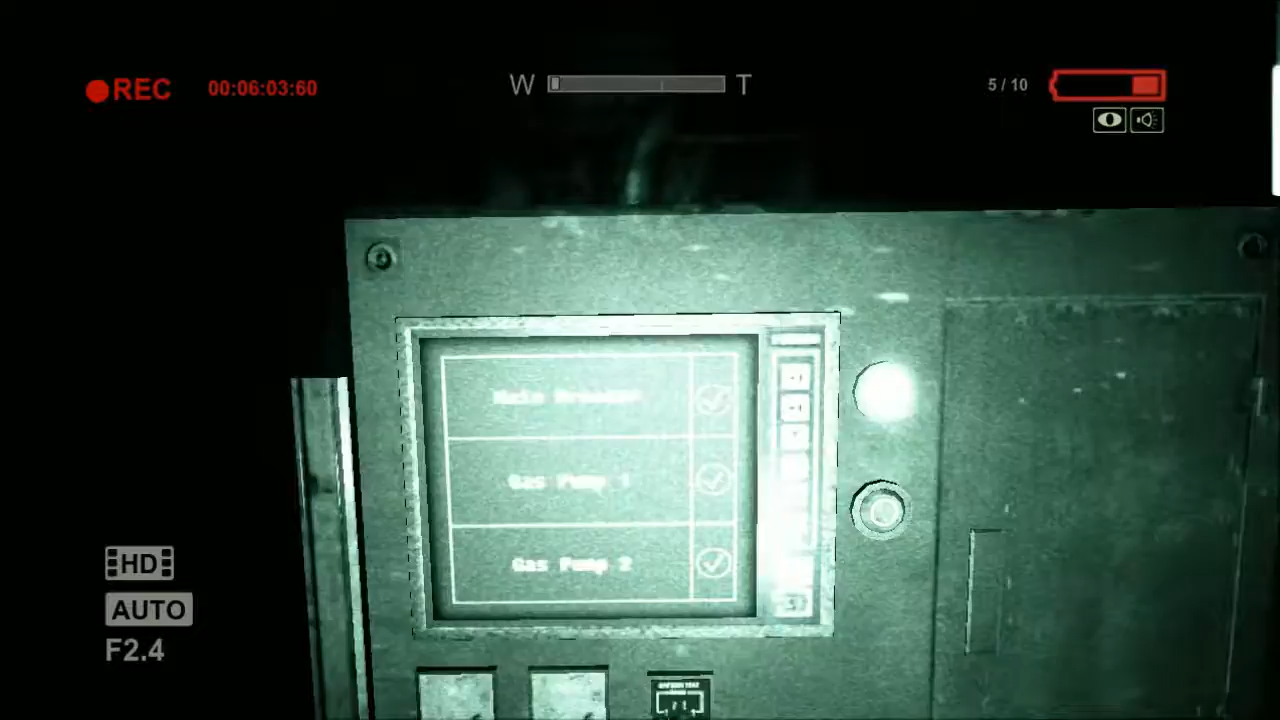 REC 00:06:03:60 W T 5 / 10
Main Breaker
Gas Pump 1
Gas Pump 2
HD
AUTO
F2.4